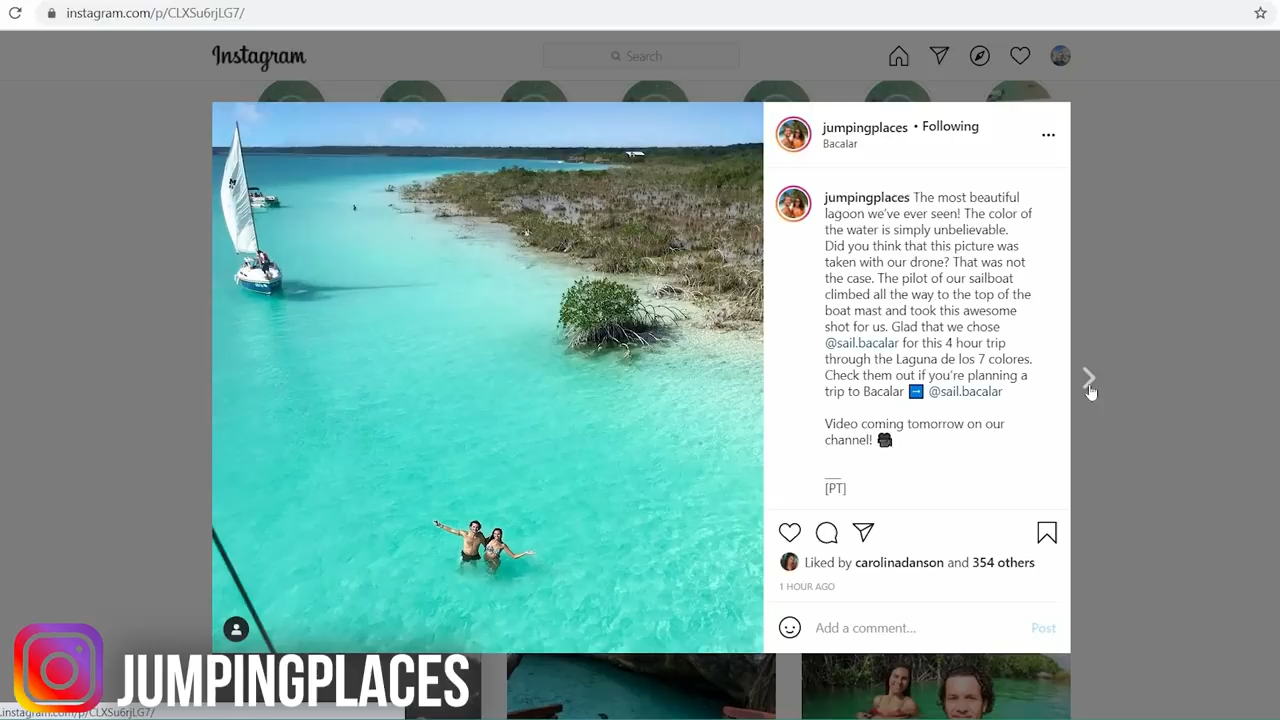 instagram.com/p/CLXSu6rjLG7/
Instagram
Search
jumpingplaces • Following
Bacalar
jumpingplaces The most beautiful
lagoon we've ever seen! The color of
the water is simply unbelievable.
Did you think that this picture was
taken with our drone? That was not
the case. The pilot of our sailboat
climbed all the way to the top of the
boat mast and took this awesome
shot for us. Glad that we chose
@sail.bacalar for this 4 hour trip
through the Laguna de los 7 colores.
Check them out if you're planning a
trip to Bacalar ➡️ @sail.bacalar
Video coming tomorrow on our
channel! 🎥
__
[PT]
Liked by carolinadanson and 354 others
1 HOUR AGO
Add a comment... Post
JUMPINGPLACES
.instagram.com/p/CLXSu6rjLG7/